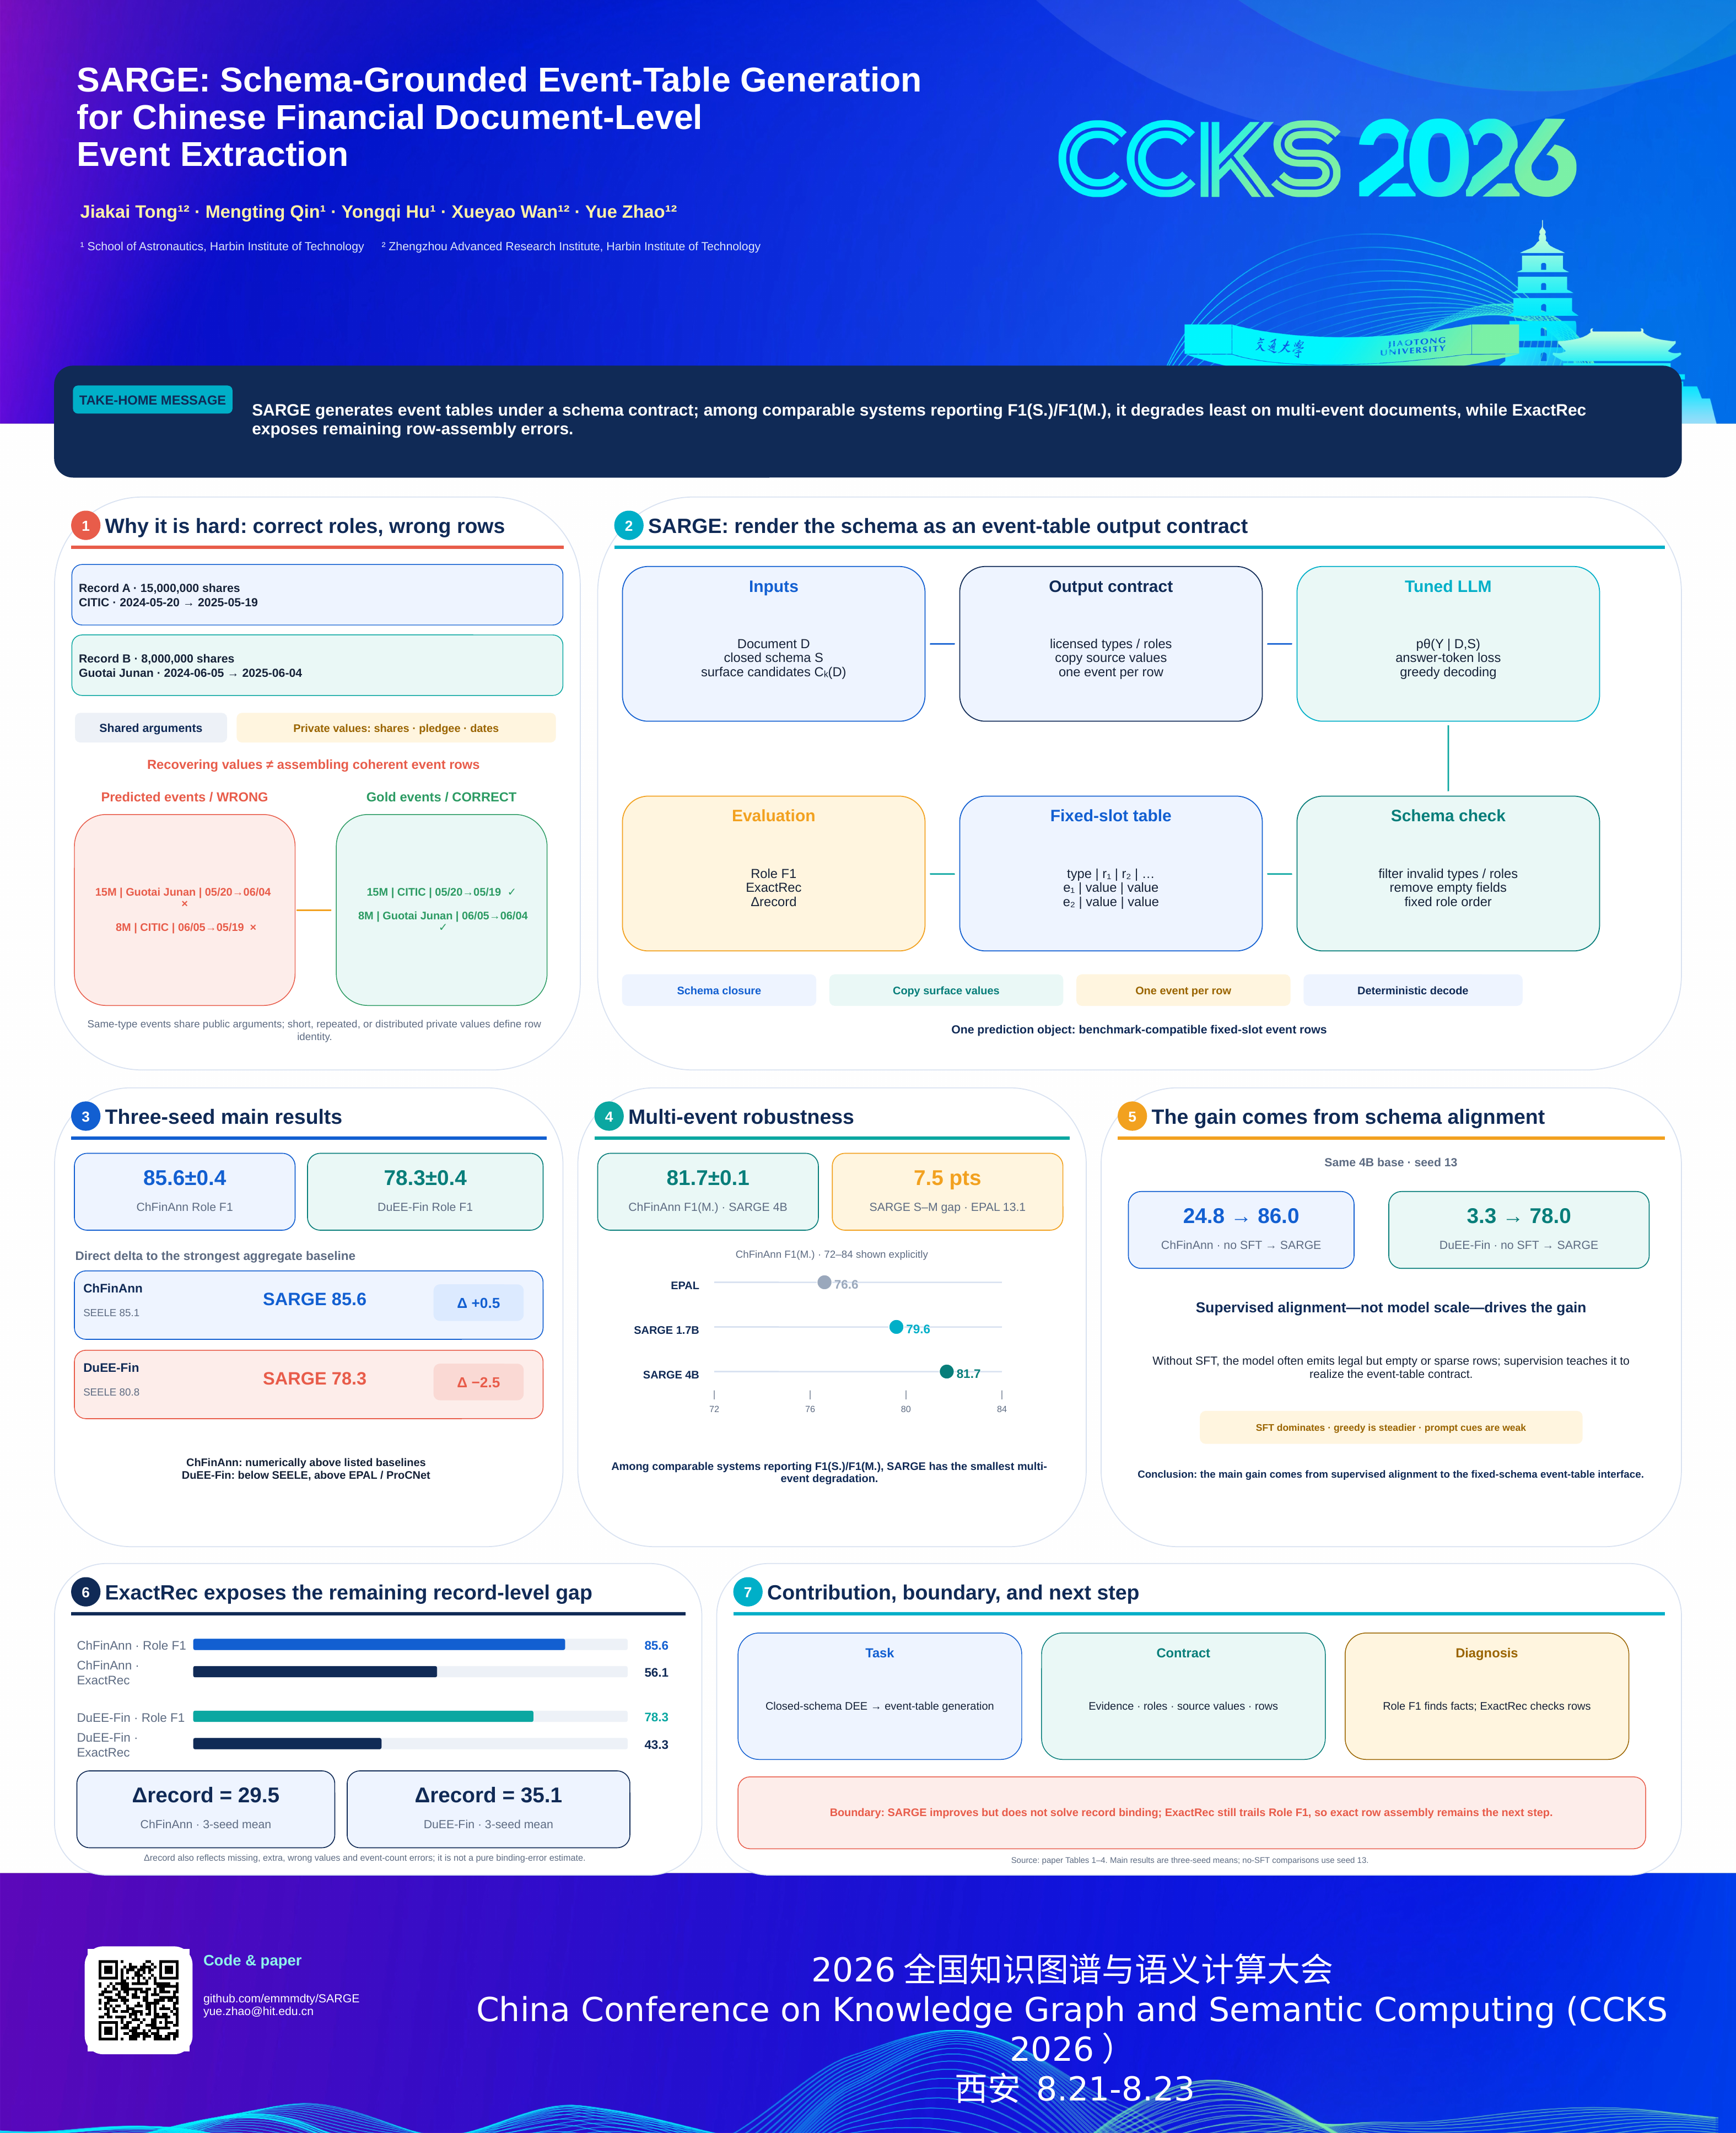 SARGE: Schema-Grounded Event-Table Generation
for Chinese Financial Document-Level
Event Extraction
Jiakai Tong¹² · Mengting Qin¹ · Yongqi Hu¹ · Xueyao Wan¹² · Yue Zhao¹²
¹ School of Astronautics, Harbin Institute of Technology ² Zhengzhou Advanced Research Institute, Harbin Institute of Technology
CCKS 2026
交通大学 JIAOTONG UNIVERSITY
TAKE-HOME MESSAGE
SARGE generates event tables under a schema contract; among comparable systems reporting F1(S.)/F1(M.), it degrades least on multi-event documents, while ExactRec
exposes remaining row-assembly errors.
1 Why it is hard: correct roles, wrong rows
Record A · 15,000,000 shares
CITIC · 2024-05-20 → 2025-05-19
Record B · 8,000,000 shares
Guotai Junan · 2024-06-05 → 2025-06-04
Shared arguments
Private values: shares · pledgee · dates
Recovering values ≠ assembling coherent event rows
Predicted events / WRONG
15M | Guotai Junan | 05/20→06/04
×
8M | CITIC | 06/05→05/19 ×
Gold events / CORRECT
15M | CITIC | 05/20→05/19 ✓
8M | Guotai Junan | 06/05→06/04
✓
Same-type events share public arguments; short, repeated, or distributed private values define row
identity.
2 SARGE: render the schema as an event-table output contract
Inputs
Document D
closed schema S
surface candidates Cₖ(D)
Output contract
licensed types / roles
copy source values
one event per row
Tuned LLM
pθ(Y | D,S)
answer-token loss
greedy decoding
Evaluation
Role F1
ExactRec
Δrecord
Fixed-slot table
type | r₁ | r₂ | …
e₁ | value | value
e₂ | value | value
Schema check
filter invalid types / roles
remove empty fields
fixed role order
Schema closure
Copy surface values
One event per row
Deterministic decode
One prediction object: benchmark-compatible fixed-slot event rows
3 Three-seed main results
85.6±0.4
ChFinAnn Role F1
78.3±0.4
DuEE-Fin Role F1
Direct delta to the strongest aggregate baseline
ChFinAnn
SEELE 85.1
SARGE 85.6
Δ +0.5
DuEE-Fin
SEELE 80.8
SARGE 78.3
Δ −2.5
ChFinAnn: numerically above listed baselines
DuEE-Fin: below SEELE, above EPAL / ProCNet
4 Multi-event robustness
81.7±0.1
ChFinAnn F1(M.) · SARGE 4B
7.5 pts
SARGE S–M gap · EPAL 13.1
ChFinAnn F1(M.) · 72–84 shown explicitly
EPAL 76.6
SARGE 1.7B 79.6
SARGE 4B 81.7
72 76 80 84
Among comparable systems reporting F1(S.)/F1(M.), SARGE has the smallest multi-
event degradation.
5 The gain comes from schema alignment
Same 4B base · seed 13
24.8 → 86.0
ChFinAnn · no SFT → SARGE
3.3 → 78.0
DuEE-Fin · no SFT → SARGE
Supervised alignment—not model scale—drives the gain
Without SFT, the model often emits legal but empty or sparse rows; supervision teaches it to
realize the event-table contract.
SFT dominates · greedy is steadier · prompt cues are weak
Conclusion: the main gain comes from supervised alignment to the fixed-schema event-table interface.
6 ExactRec exposes the remaining record-level gap
ChFinAnn · Role F1 85.6
ChFinAnn ·
ExactRec 56.1
DuEE-Fin · Role F1 78.3
DuEE-Fin ·
ExactRec 43.3
Δrecord = 29.5
ChFinAnn · 3-seed mean
Δrecord = 35.1
DuEE-Fin · 3-seed mean
Δrecord also reflects missing, extra, wrong values and event-count errors; it is not a pure binding-error estimate.
7 Contribution, boundary, and next step
Task
Closed-schema DEE → event-table generation
Contract
Evidence · roles · source values · rows
Diagnosis
Role F1 finds facts; ExactRec checks rows
Boundary: SARGE improves but does not solve record binding; ExactRec still trails Role F1, so exact row assembly remains the next step.
Source: paper Tables 1–4. Main results are three-seed means; no-SFT comparisons use seed 13.
Code & paper
github.com/emmmdty/SARGE
yue.zhao@hit.edu.cn
2026 全国知识图谱与语义计算大会
China Conference on Knowledge Graph and Semantic Computing (CCKS
2026 ）
西安 8.21-8.23